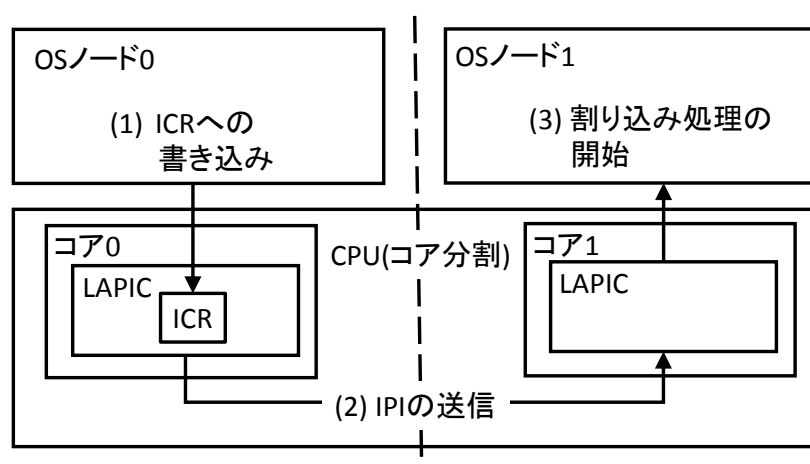 OSノード0
(1) ICRへの
書き込み
OSノード1
(3) 割り込み処理の
開始
コア0
LAPIC
ICR
CPU(コア分割)
コア1
LAPIC
(2) IPIの送信